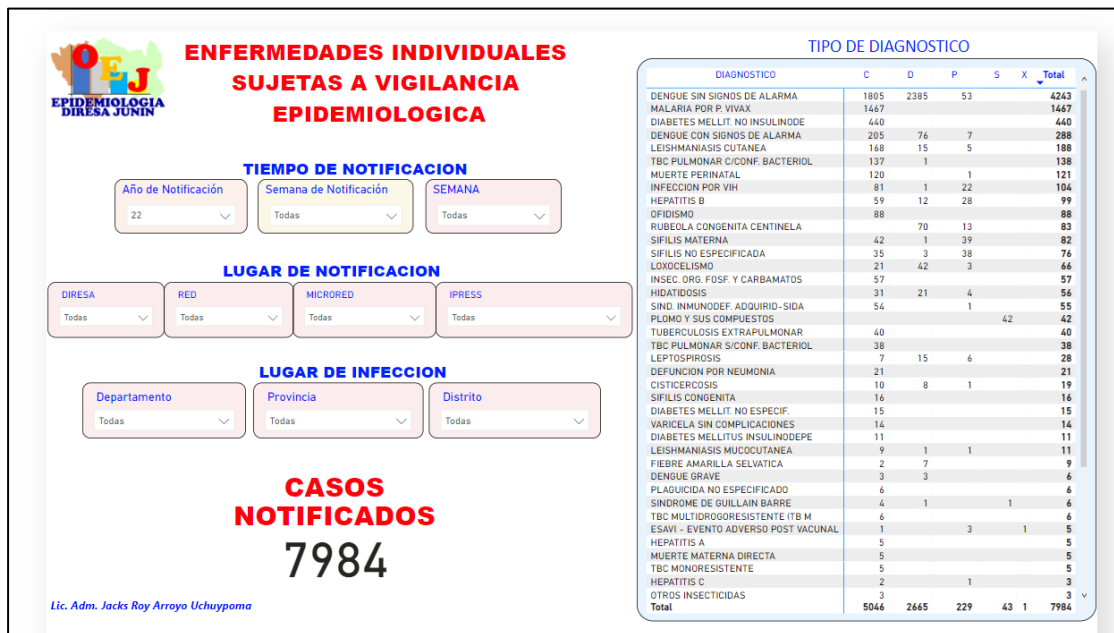 OEJ
EPIDEMIOLOGIA
DIRESA JUNIN
ENFERMEDADES INDIVIDUALES
SUJETAS A VIGILANCIA
EPIDEMIOLOGICA
TIEMPO DE NOTIFICACION
Año de Notificación Semana de Notificación SEMANA
22 Todas Todas
LUGAR DE NOTIFICACION
DIRESA RED MICRORED IPRESS
Todas Todas Todas Todas
LUGAR DE INFECCION
Departamento Provincia Distrito
Todas Todas Todas
CASOS
NOTIFICADOS
7984
Lic. Adm. Jacks Roy Arroyo Uchuypoma
TIPO DE DIAGNOSTICO
DIAGNOSTICO C D P S X Total
DENGUE SIN SIGNOS DE ALARMA 1805 2385 53 4243
MALARIA POR P. VIVAX 1467 1467
DIABETES MELLIT. NO INSULINODE 440 440
DENGUE CON SIGNOS DE ALARMA 205 76 7 288
LEISHMANIASIS CUTANEA 168 15 5 188
TBC PULMONAR C/CONF. BACTERIOL 137 1 138
MUERTE PERINATAL 120 1 121
INFECCION POR VIH 81 1 22 104
HEPATITIS B 59 12 28 99
OFIDISMO 88 88
RUBEOLA CONGENITA CENTINELA 70 13 83
SIFILIS MATERNA 42 1 39 82
SIFILIS NO ESPECIFICADA 35 3 38 76
LOXOCELISMO 21 42 3 66
INSEC. ORG. FOSF. Y CARBAMATOS 57 57
HIDATIDOSIS 31 21 4 56
SIND. INMUNODEF. ADQUIRID-SIDA 54 1 55
PLOMO Y SUS COMPUESTOS 42 42
TUBERCULOSIS EXTRAPULMONAR 40 40
TBC PULMONAR S/CONF. BACTERIOL 38 38
LEPTOSPIROSIS 7 15 6 28
DEFUNCION POR NEUMONIA 21 21
CISTICERCOSIS 10 8 1 19
SIFILIS CONGENITA 16 16
DIABETES MELLIT. NO ESPECIF. 15 15
VARICELA SIN COMPLICACIONES 14 14
DIABETES MELLITUS INSULINODEPE 11 11
LEISHMANIASIS MUCOCUTANEA 9 1 1 11
FIEBRE AMARILLA SELVATICA 2 7 9
DENGUE GRAVE 3 3 6
PLAGUICIDA NO ESPECIFICADO 6 6
SINDROME DE GUILLAIN BARRE 4 1 1 6
TBC MULTIDROGORESISTENTE (TB M 6 6
ESAVI - EVENTO ADVERSO POST VACUNAL 1 3 1 5
HEPATITIS A 5 5
MUERTE MATERNA DIRECTA 5 5
TBC MONORESISTENTE 5 5
HEPATITIS C 2 1 3
OTROS INSECTICIDAS 3 3
Total 5046 2665 229 43 1 7984